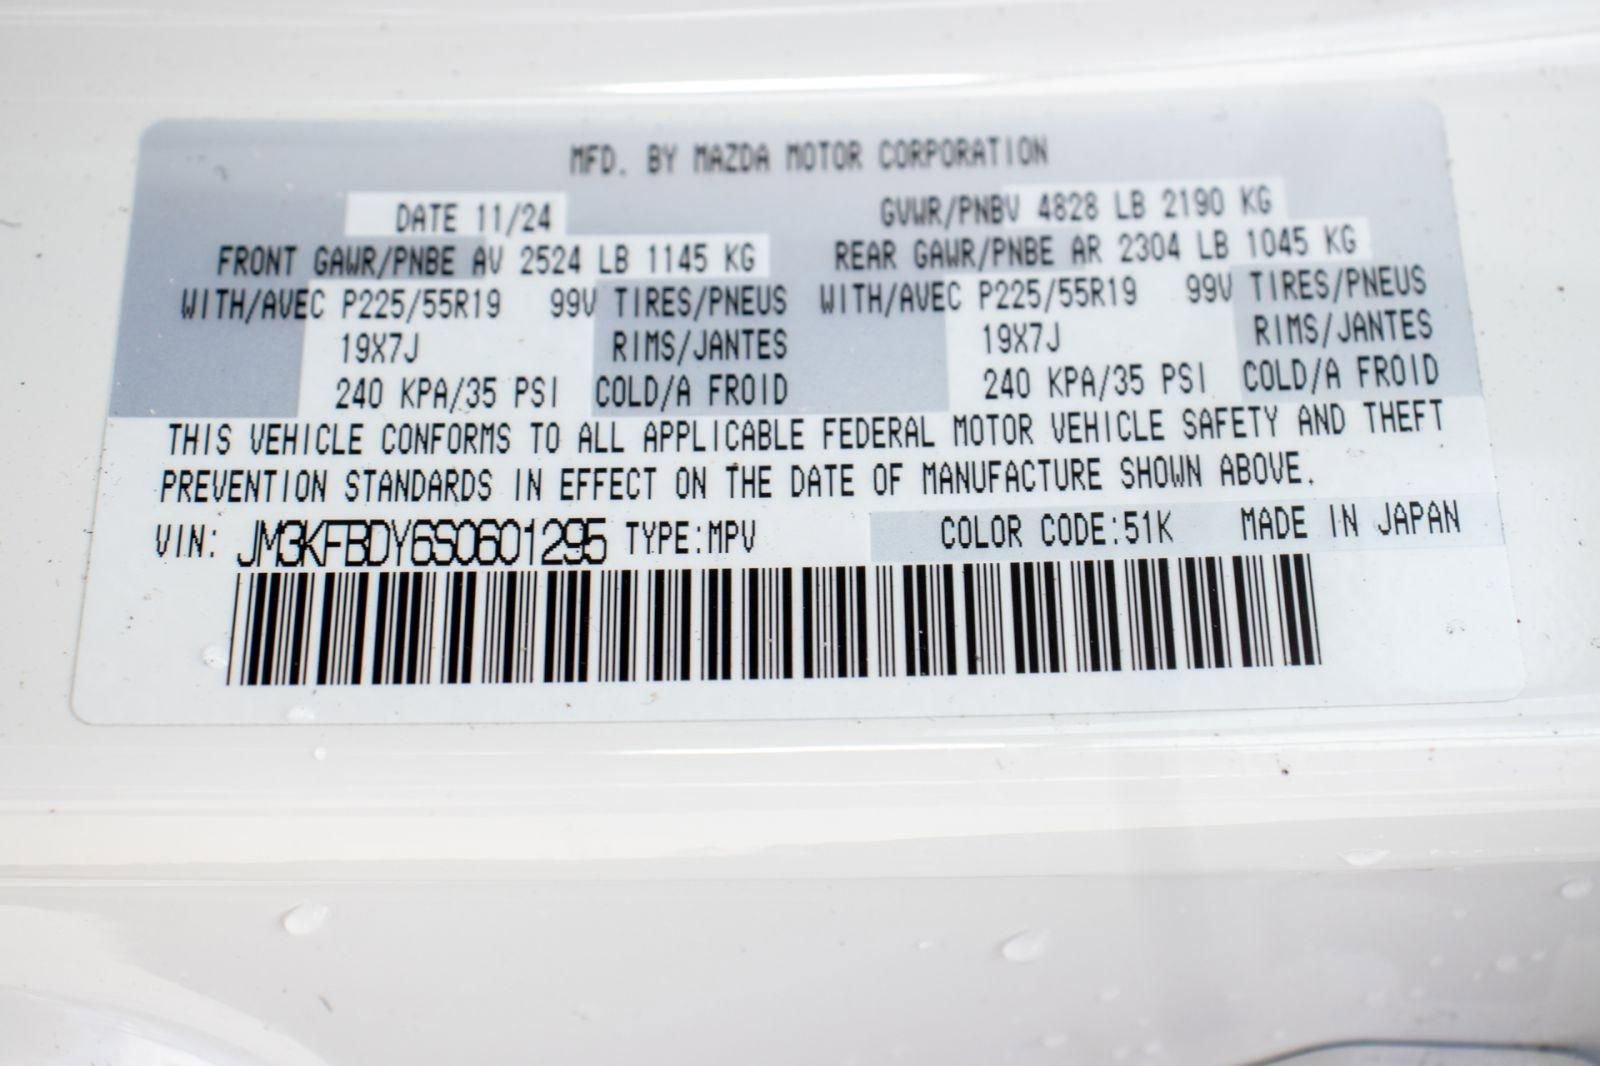 MFD. BY MAZDA MOTOR CORPORATION
DATE 11/24 GVWR/PNBV 4828 LB 2190 KG
FRONT GAWR/PNBE AV 2524 LB 1145 KG REAR GAWR/PNBE AR 2304 LB 1045 KG
WITH/AVEC P225/55R19 99V TIRES/PNEUS WITH/AVEC P225/55R19 99V TIRES/PNEUS
19X7J RIMS/JANTES 19X7J RIMS/JANTES
240 KPA/35 PSI COLD/A FROID 240 KPA/35 PSI COLD/A FROID
THIS VEHICLE CONFORMS TO ALL APPLICABLE FEDERAL MOTOR VEHICLE SAFETY AND THEFT
PREVENTION STANDARDS IN EFFECT ON THE DATE OF MANUFACTURE SHOWN ABOVE.
VIN: JM3KFBDY6S0601295 TYPE:MPV COLOR CODE:51K MADE IN JAPAN